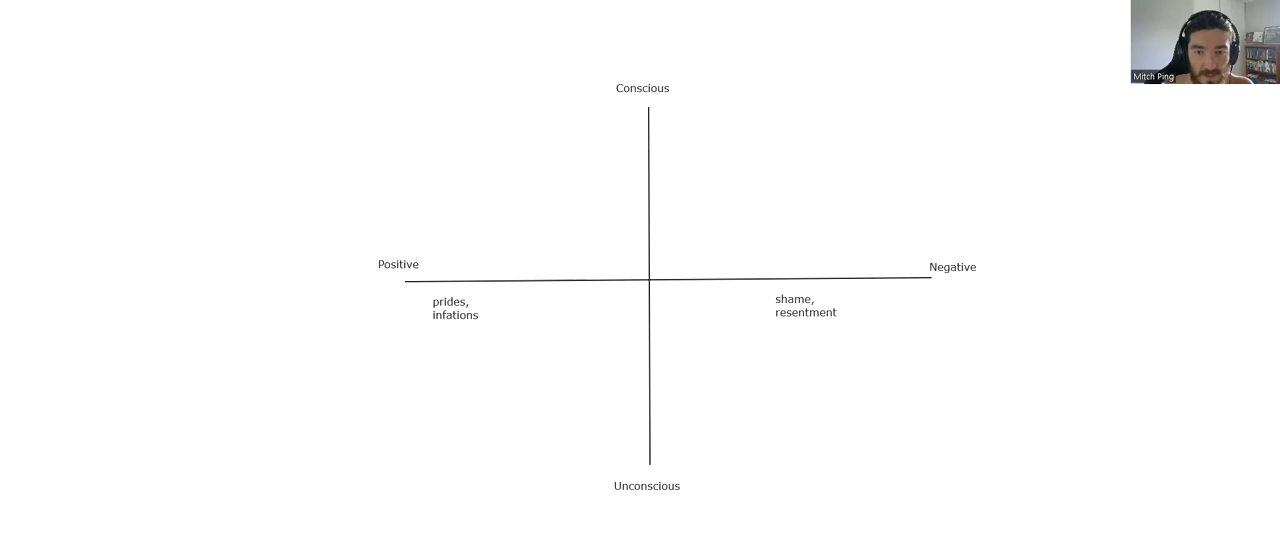 Mitch Ping
Conscious
Positive
Negative
prides,
infations
shame,
resentment
Unconscious